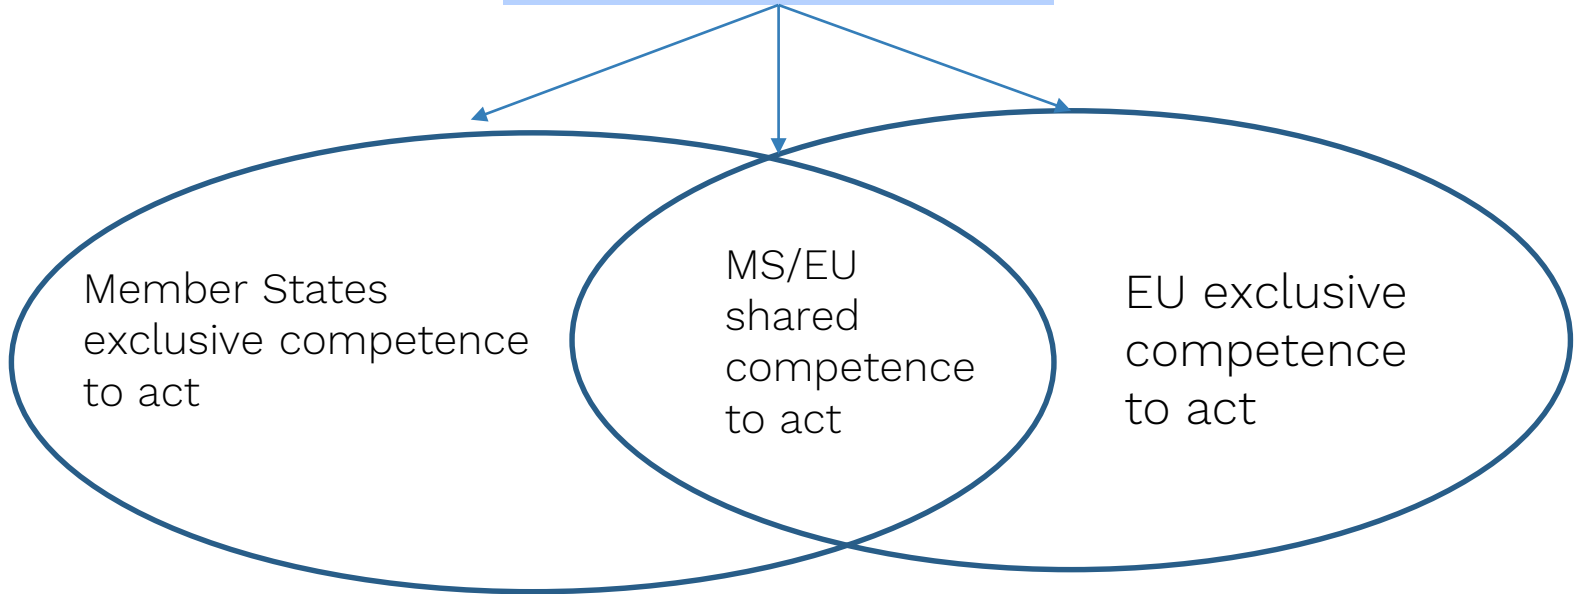 Member States
exclusive competence
to act
MS/EU
shared
competence
to act
EU exclusive
competence
to act